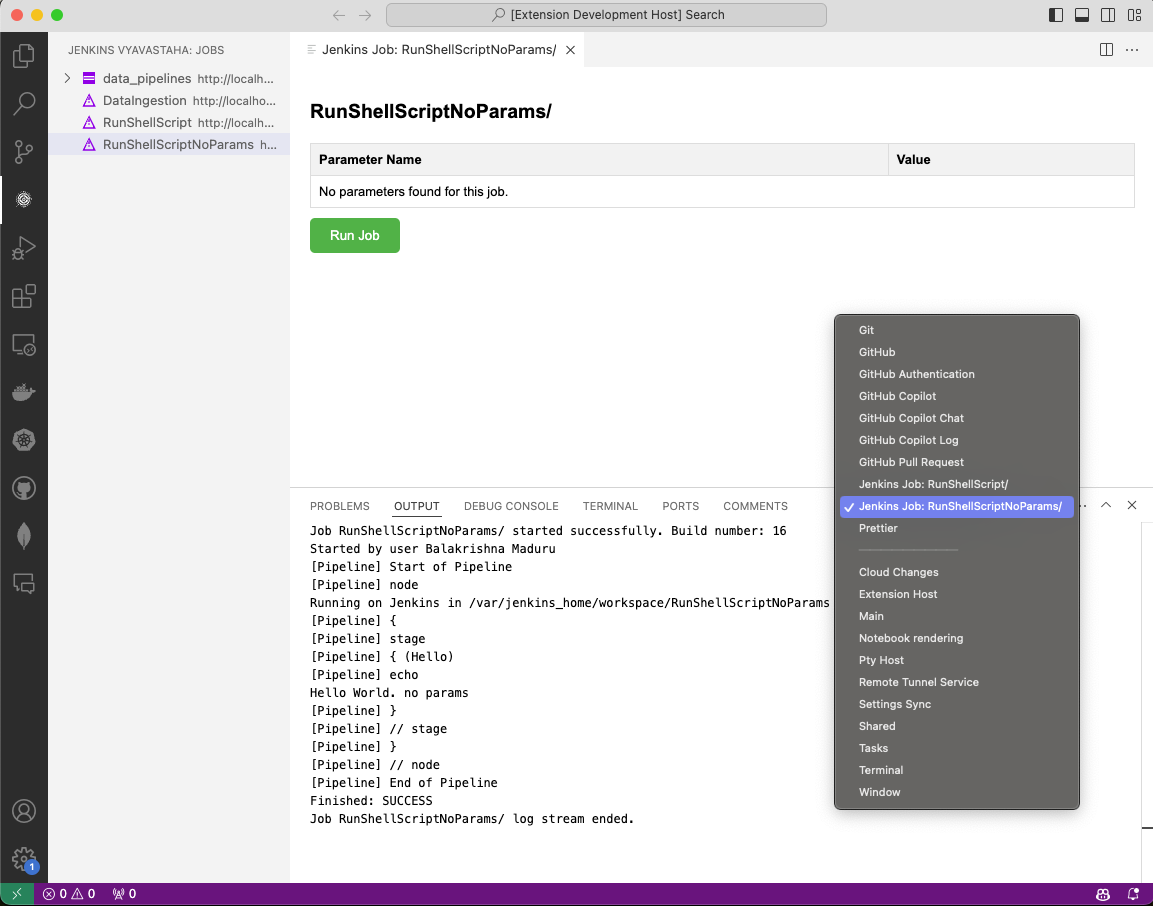 [Extension Development Host] Search
JENKINS VYAVASTAHA: JOBS
data_pipelines http://localh...
DataIngestion http://localho...
RunShellScript http://localh...
RunShellScriptNoParams h...
Jenkins Job: RunShellScriptNoParams/
RunShellScriptNoParams/
Parameter Name Value
No parameters found for this job.
Run Job
PROBLEMS OUTPUT DEBUG CONSOLE TERMINAL PORTS COMMENTS
Job RunShellScriptNoParams/ started successfully. Build number: 16
Started by user Balakrishna Maduru
[Pipeline] Start of Pipeline
[Pipeline] node
Running on Jenkins in /var/jenkins_home/workspace/RunShellScriptNoParams
[Pipeline] {
[Pipeline] stage
[Pipeline] { (Hello)
[Pipeline] echo
Hello World. no params
[Pipeline] }
[Pipeline] // stage
[Pipeline] }
[Pipeline] // node
[Pipeline] End of Pipeline
Finished: SUCCESS
Job RunShellScriptNoParams/ log stream ended.
Git
GitHub
GitHub Authentication
GitHub Copilot
GitHub Copilot Chat
GitHub Copilot Log
GitHub Pull Request
Jenkins Job: RunShellScript/
Jenkins Job: RunShellScriptNoParams/
Prettier
Cloud Changes
Extension Host
Main
Notebook rendering
Pty Host
Remote Tunnel Service
Settings Sync
Shared
Tasks
Terminal
Window
1
0 0 0